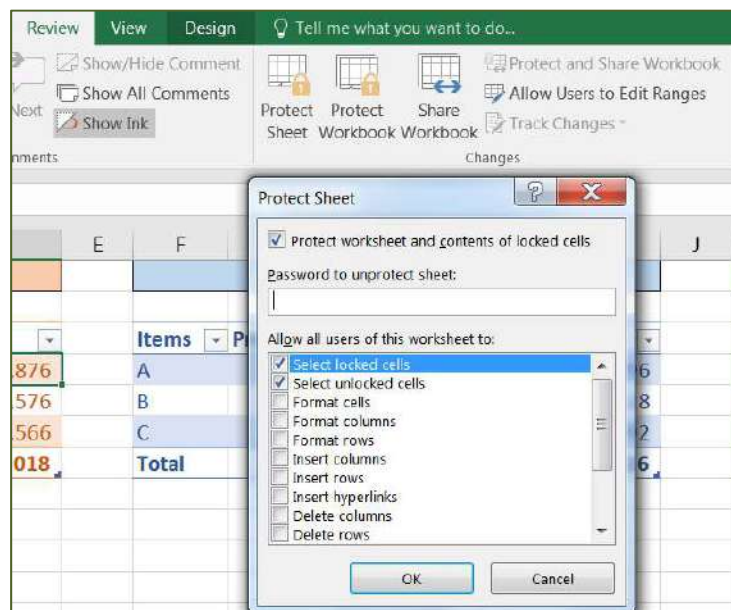 Review View Design Tell me what you want to do...
Show/Hide Comment
Show All Comments
Next
Show Ink
Protect Sheet
Protect Workbook
Share Workbook
Protect and Share Workbook
Allow Users to Edit Ranges
Track Changes
Changes
Protect Sheet
Protect worksheet and contents of locked cells
Password to unprotect sheet:
Allow all users of this worksheet to:
Select locked cells
Select unlocked cells
Format cells
Format columns
Format rows
Insert columns
Insert rows
Insert hyperlinks
Delete columns
Delete rows
OK Cancel
E F J
Items
876 A 6
576 B 8
566 C 2
018 Total 6